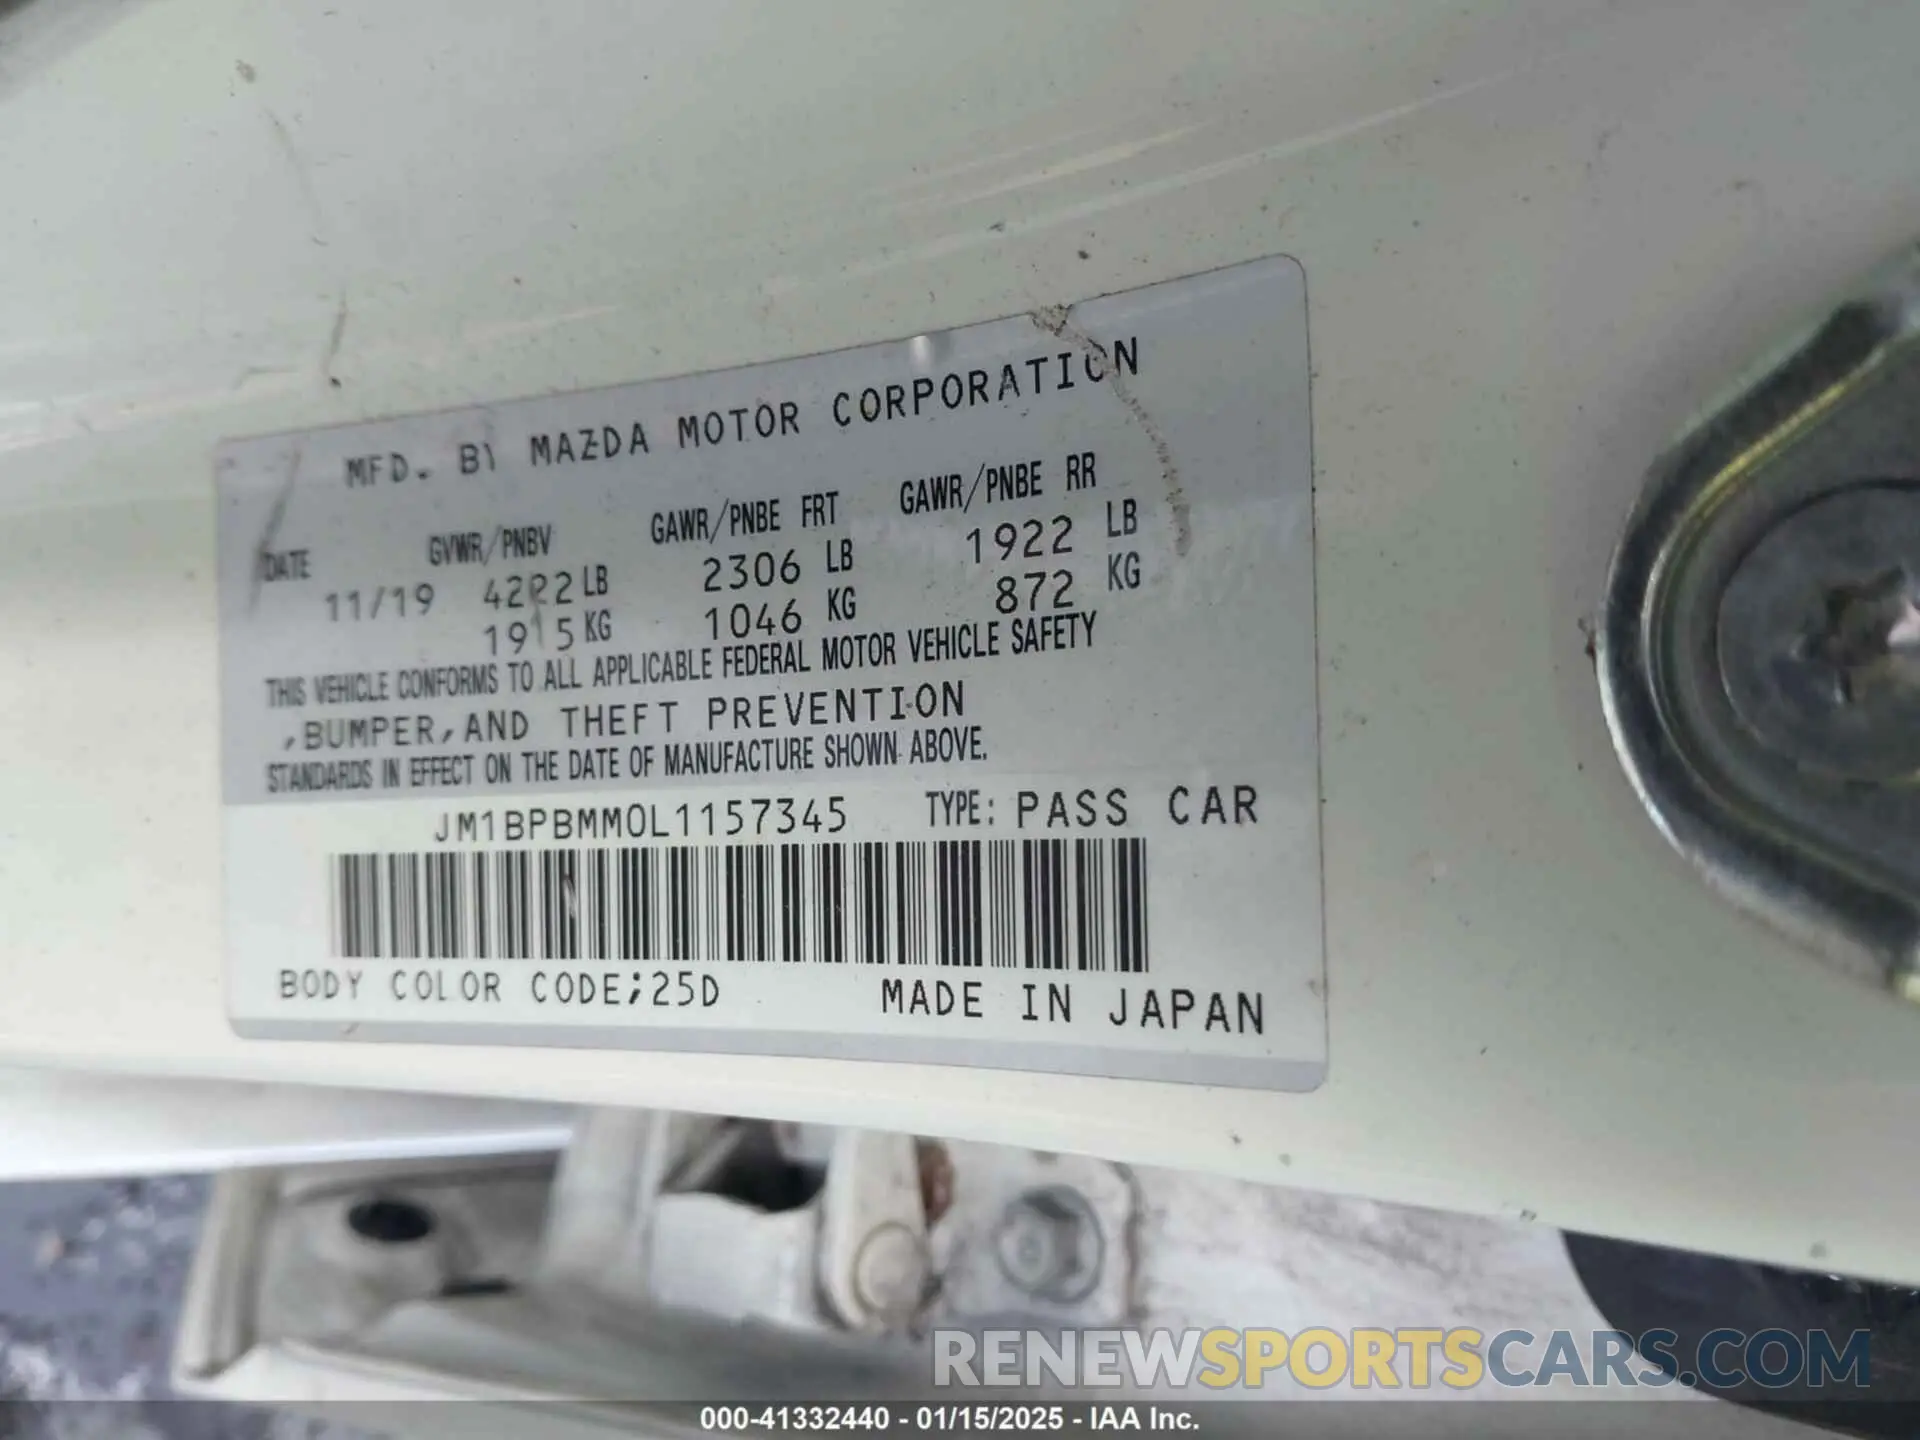 MFD. BY MAZDA MOTOR CORPORATION
DATE GVWR/PNBV GAWR/PNBE FRT GAWR/PNBE RR
11/19 4222 LB 2306 LB 1922 LB
1915 KG 1046 KG 872 KG
THIS VEHICLE CONFORMS TO ALL APPLICABLE FEDERAL MOTOR VEHICLE SAFETY
,BUMPER,AND THEFT PREVENTION
STANDARDS IN EFFECT ON THE DATE OF MANUFACTURE SHOWN ABOVE.
JM1BPBMM0L1157345 TYPE: PASS CAR
BODY COLOR CODE;25D MADE IN JAPAN
RENEWSPORTSCARS.COM
000-41332440 - 01/15/2025 - IAA Inc.